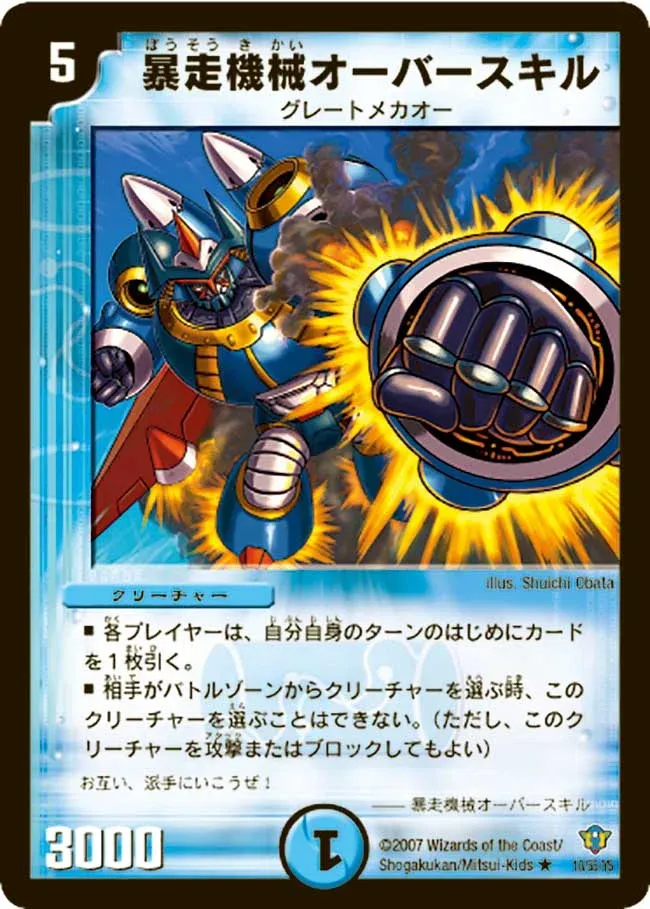 5
ぼうそうきかい
暴走機械オーバースキル
グレートメカオー
illus. Shuichi Obata
クリーチャー
■ 各プレイヤーは、自分自身のターンのはじめにカード
を1枚引く。
■ 相手がバトルゾーンからクリーチャーを選ぶ時、この
クリーチャーを選ぶことはできない。（ただし、このク
リーチャーを攻撃またはブロックしてもよい）
お互い、派手にいこうぜ！
—— 暴走機械オーバースキル
3000
1
©2007 Wizards of the Coast/
Shogakukan/Mitsui-Kids ★